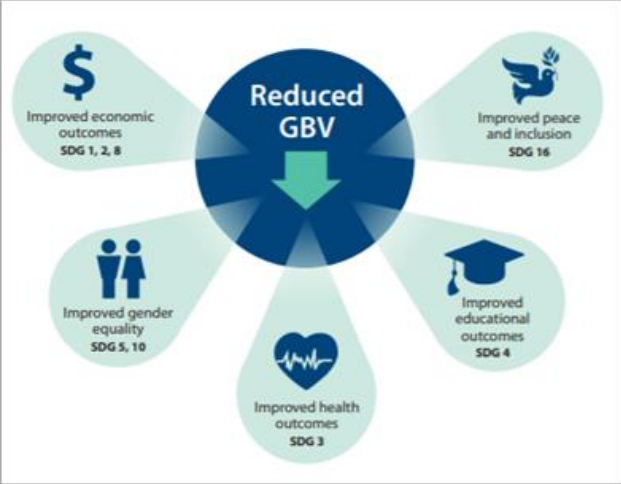 Reduced
GBV
Improved economic
outcomes
SDG 1, 2, 8
Improved peace
and inclusion
SDG 16
Improved gender
equality
SDG 5, 10
Improved
educational
outcomes
SDG 4
Improved health
outcomes
SDG 3